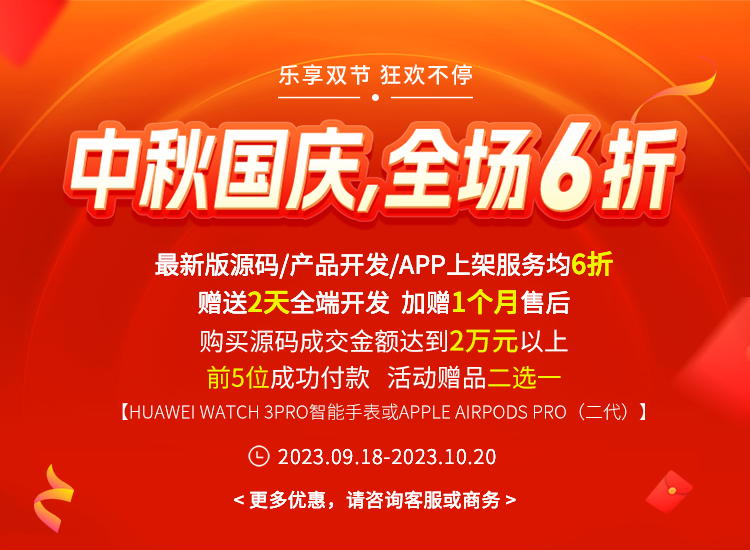 乐享双节 狂欢不停
中秋国庆,全场6折
最新版源码/产品开发/APP上架服务均6折
赠送2天全端开发 加赠1个月售后
购买源码成交金额达到2万元以上
前5位成功付款 活动赠品二选一
【HUAWEI WATCH 3PRO智能手表或APPLE AIRPODS PRO（二代）】
2023.09.18-2023.10.20
< 更多优惠，请咨询客服或商务 >